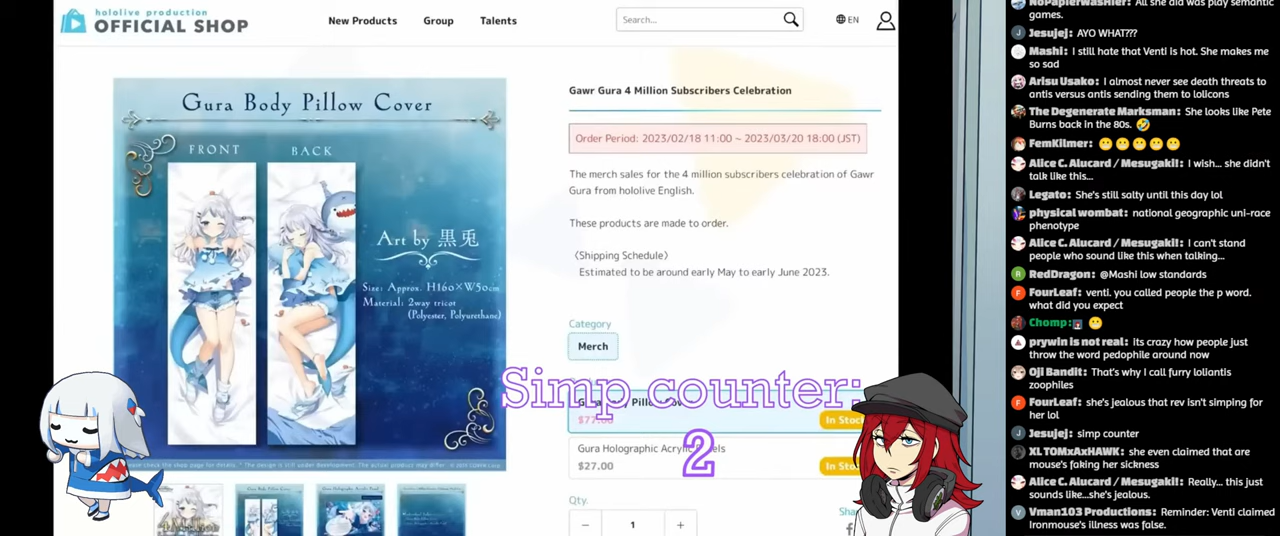 hololive production
OFFICIAL SHOP
New Products
Group
Talents
Search...
EN
Gura Body Pillow Cover
FRONT
BACK
Art by 黒兎
Size: Approx. H160×W50cm
Material: 2way tricot
(Polyester, Polyurethane)
Gawr Gura 4 Million Subscribers Celebration
Order Period: 2023/02/18 11:00 ~ 2023/03/20 18:00 (JST)
The merch sales for the 4 million subscribers celebration of Gawr
Gura from hololive English.
These products are made to order.
〈Shipping Schedule〉
Estimated to be around early May to early June 2023.
Category
Merch
Simp counter:
2
$77.00
In Stock
Gura Holographic Acrylic
$27.00
In Sto
Qty.
−
1
+
Sha
NoPapierwasHier: All she did was play semantic
games.
Jesujej: AYO WHAT???
Mashi: I still hate that Venti is hot. She makes me
so sad
Arisu Usako: I almost never see death threats to
antis versus antis sending them to lolicons
The Degenerate Marksman: She looks like Pete
Burns back in the 80s. 🤣
FemKilmer: 😬😬😬😬😬
Alice C. Alucard / Mesugaki!: I wish... she didn't
talk like this...
Legato: She's still salty until this day lol
physical wombat: national geographic uni-race
phenotype
Alice C. Alucard / Mesugaki!: I can't stand
people who sound like this when talking...
RedDragon: @Mashi low standards
FourLeaf: venti. you called people the p word.
what did you expect
Chomp: 😬
prywin is not real: its crazy how people just
throw the word pedophile around now
Oji Bandit: That's why I call furry loliantis
zoophiles
FourLeaf: she's jealous that rev isn't simping for
her lol
Jesujej: simp counter
XL TOMxAxHAWK: she even claimed that are
mouse's faking her sickness
Alice C. Alucard / Mesugaki!: Really... this just
sounds like...she's jealous.
Vman103 Productions: Reminder: Venti claimed
Ironmouse's illness was false.